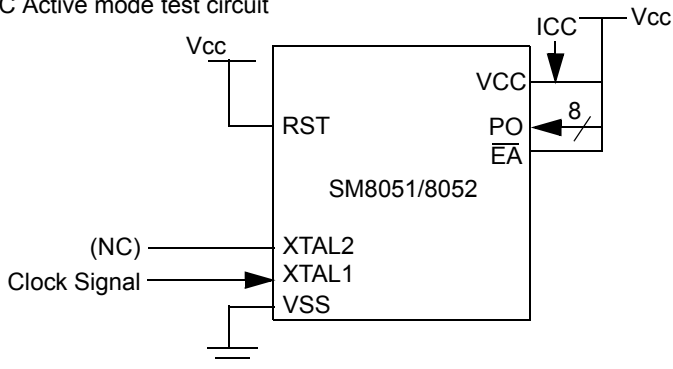 C Active mode test circuit
Vcc
ICC
Vcc
VCC
8
RST
PO
EA
SM8051/8052
(NC)
XTAL2
Clock Signal
XTAL1
VSS